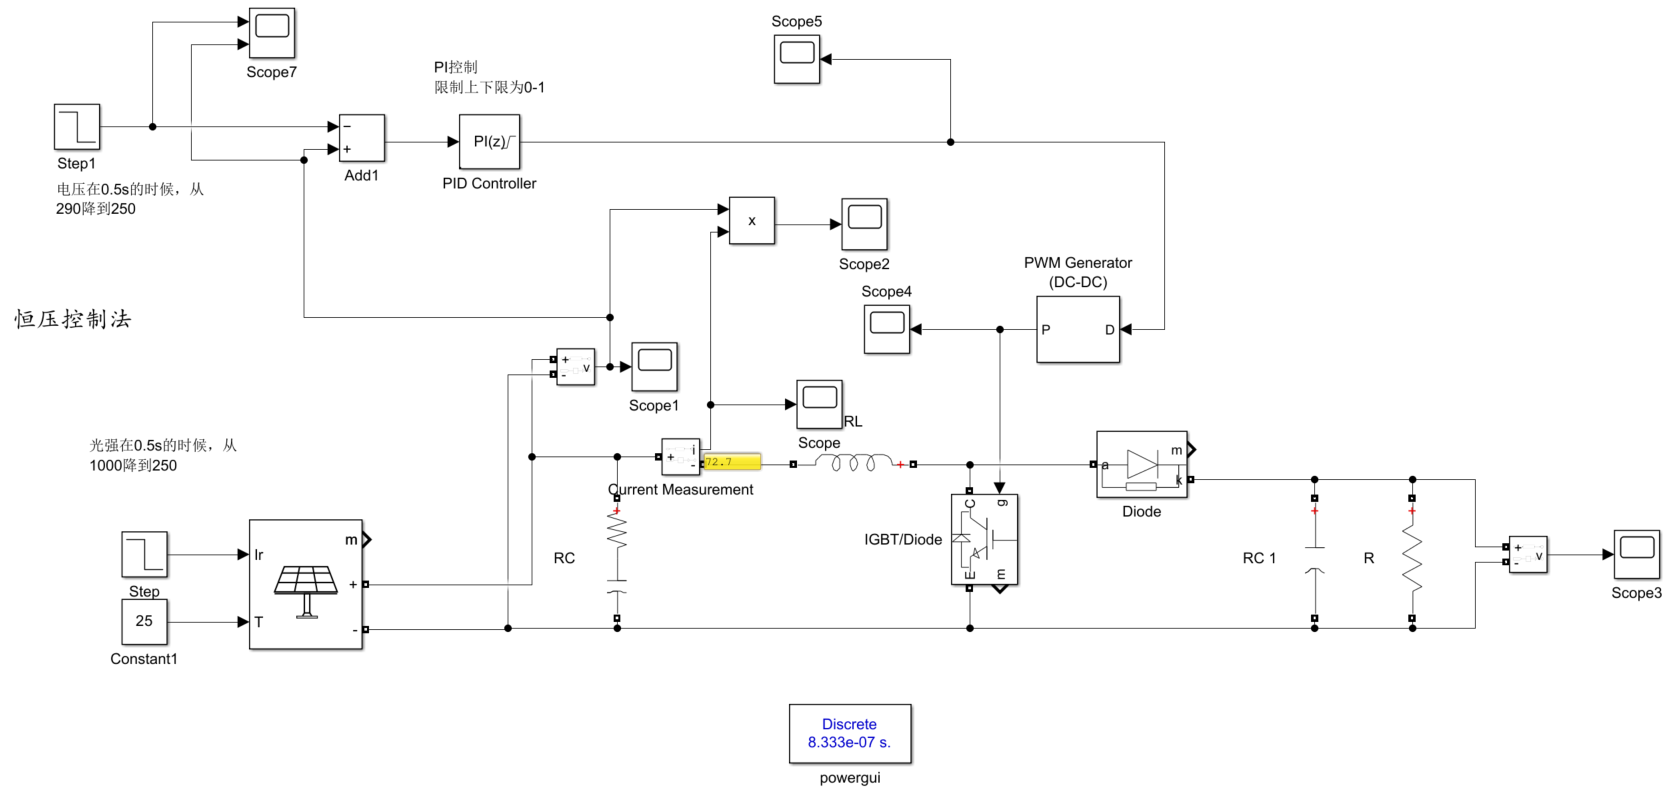 Scope7
Scope5
PI控制
限制上下限为0-1
Step1
电压在0.5s的时候，从
290降到250
−
+
Add1
PI(z)
PID Controller
x
Scope2
PWM Generator
(DC-DC)
P
D
Scope4
恒压控制法
+
-
v
Scope1
Scope
RL
光强在0.5s的时候，从
1000降到250
+
i
-
72.7
Current Measurement
a
m
k
Diode
C
g
E
m
IGBT/Diode
Step
25
Constant1
Ir
T
m
+
-
RC
+
+
RC 1
+
R
+
+
-
v
Scope3
Discrete
8.333e-07 s.
powergui